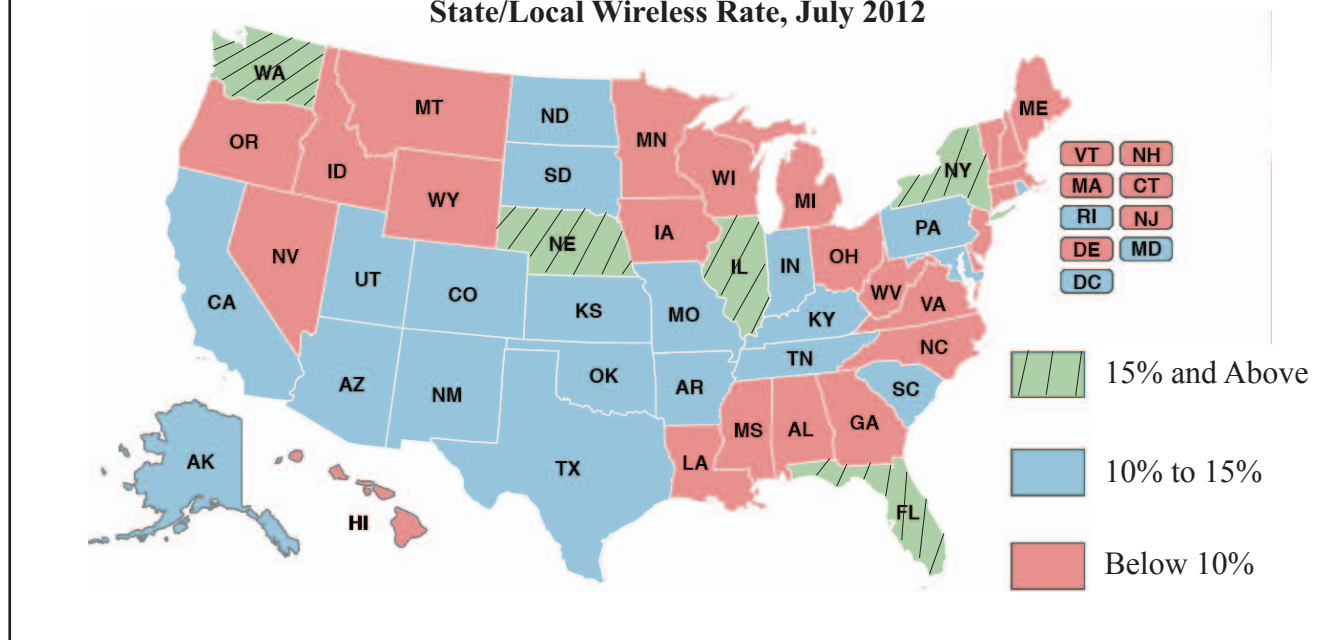 State/Local Wireless Rate, July 2012
WA
MT
ND
MN
ME
OR
ID
SD
WI
NY
VT NH
WY
MI
MA CT
NE
IA
PA
RI NJ
NV
UT
CO
IL
IN
OH
DE MD
DC
CA
KS
MO
WV
VA
KY
NC
TN
15% and Above
AZ
NM
OK
AR
SC
MS
AL
GA
AK
TX
LA
10% to 15%
HI
FL
Below 10%